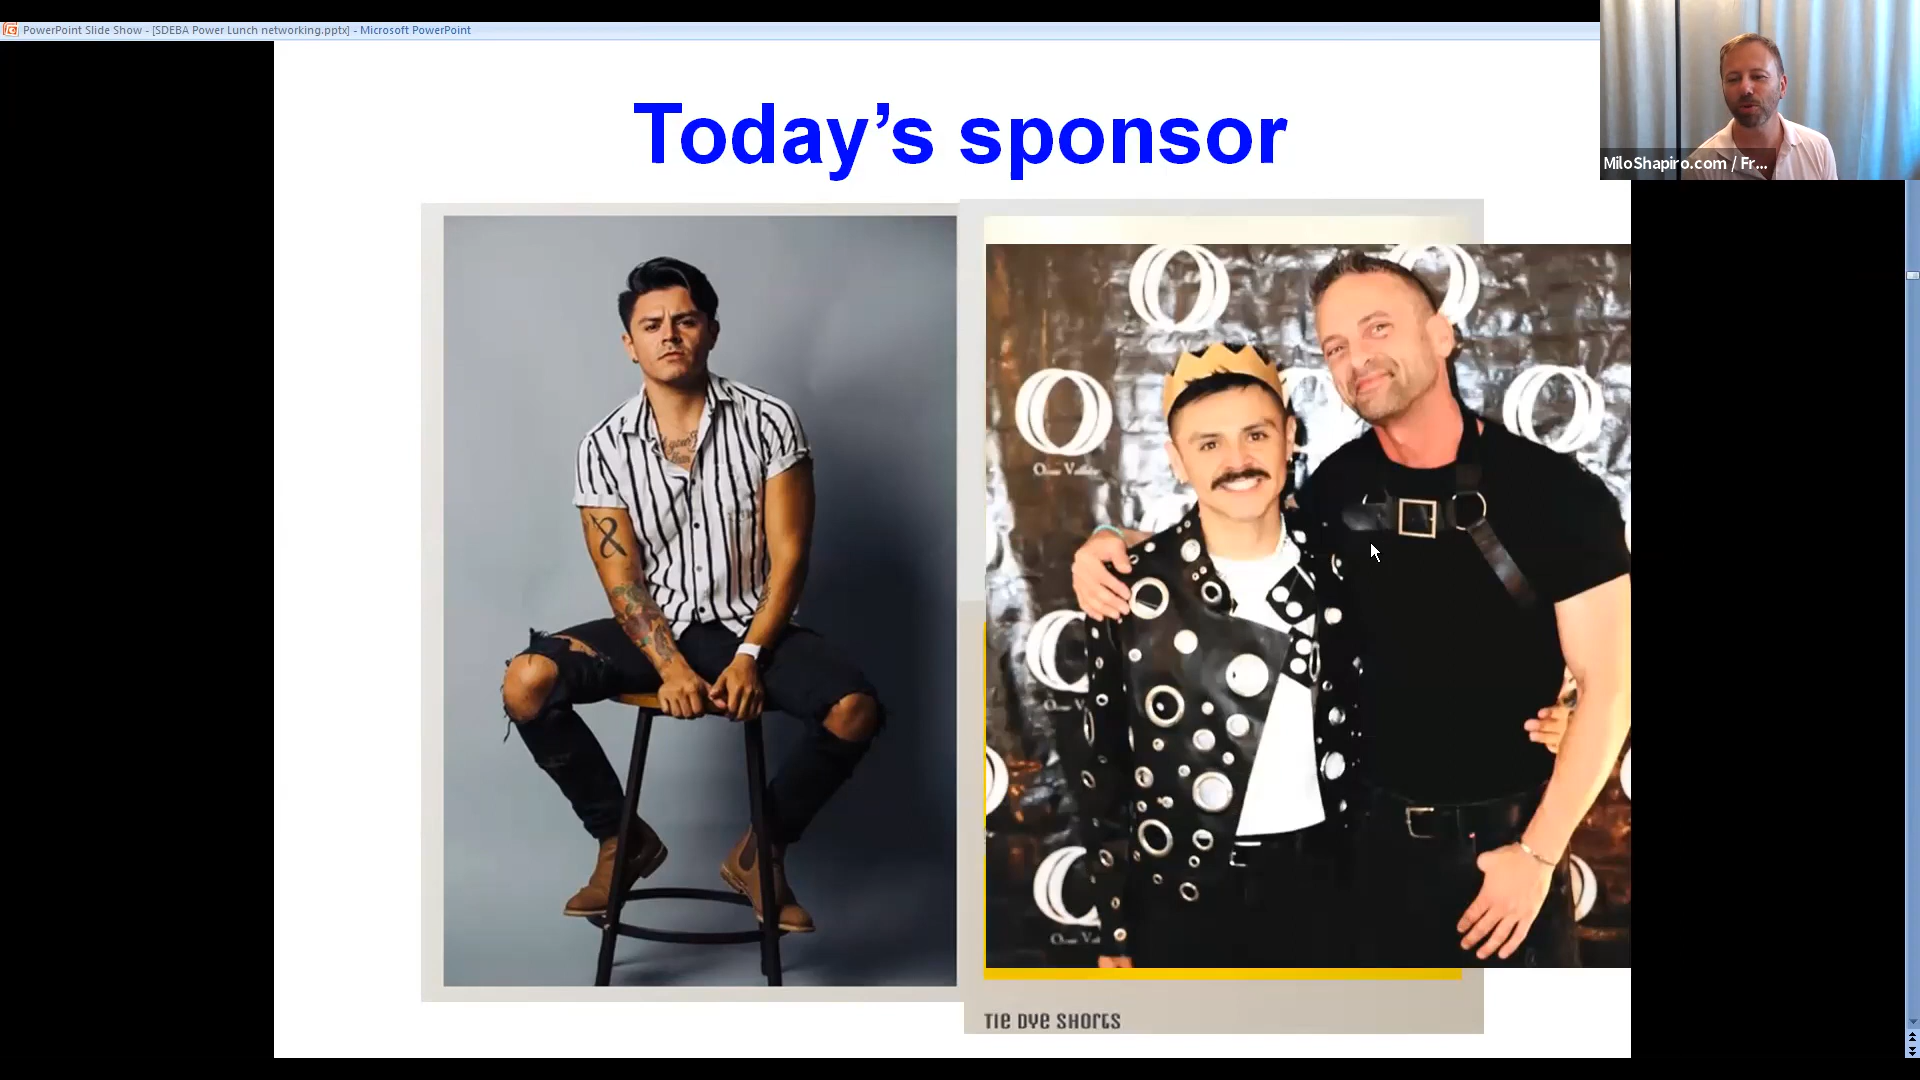 PowerPoint Slide Show - [SDEBA Power Lunch networking.pptx] - Microsoft PowerPoint
MiloShapiro.com / Fr...
Today's sponsor
TIE DYE SHORTS